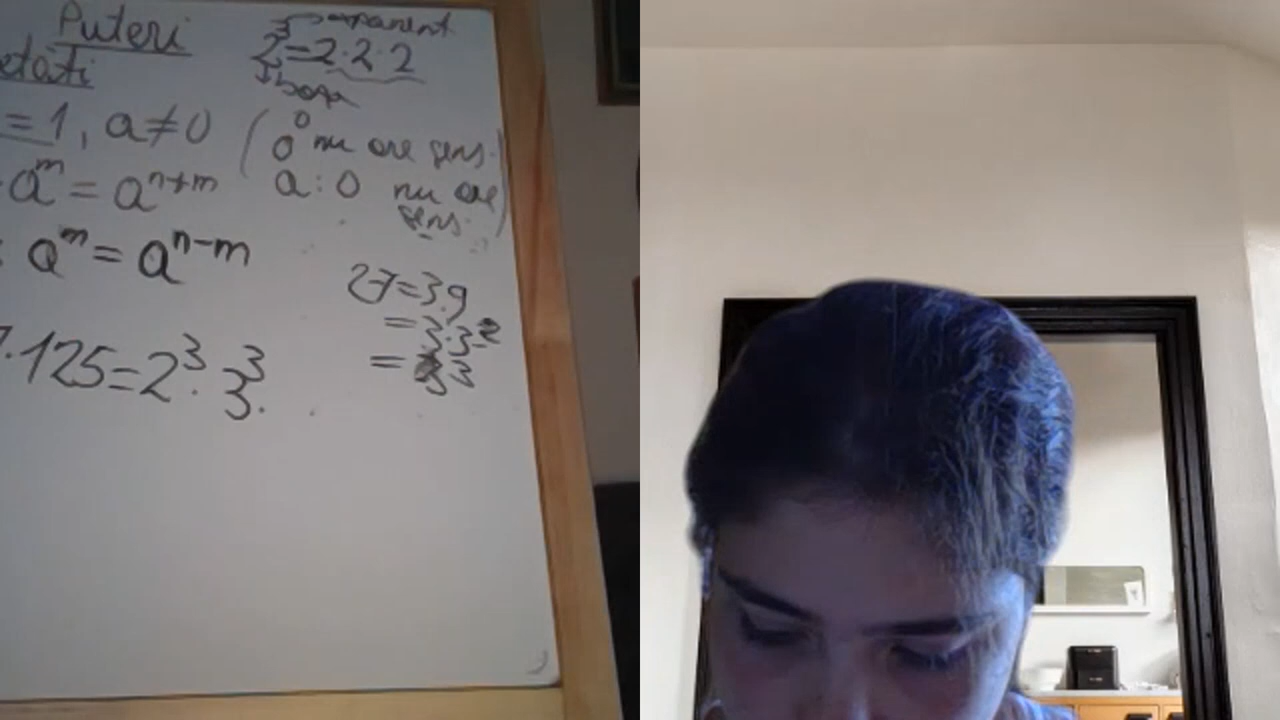 Puteri
2³=2·2·2
exponent
baza
etăți
=1, a≠0
(0⁰ nu are sens.
a:0 nu are sens.)
·aᵐ=aⁿ⁺ᵐ
: aᵐ=aⁿ⁻ᵐ
27=3·9
=3·3²
=3³
·125=2³·3³·